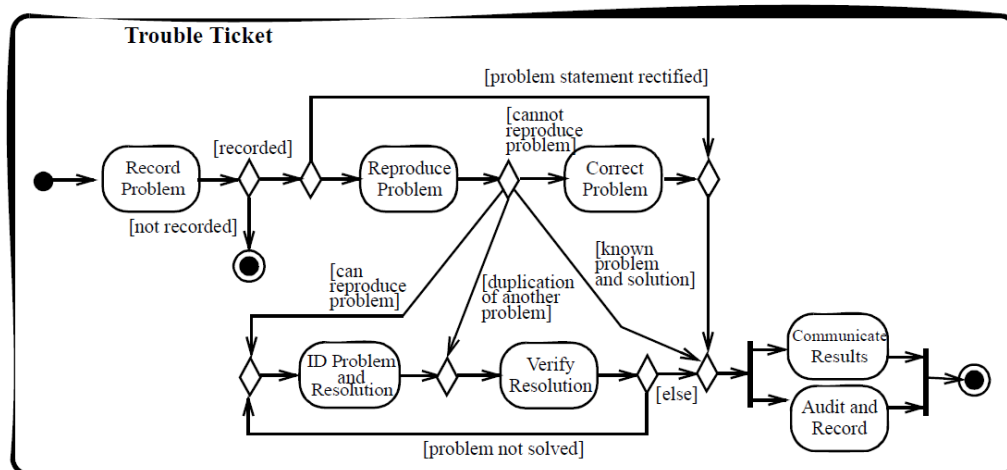 Trouble Ticket
[problem statement rectified]
[cannot
reproduce
problem]
[recorded]
Record
Problem
Reproduce
Problem
Correct
Problem
[not recorded]
[can
reproduce
problem]
[duplication
of another
problem]
[known
problem
and solution]
ID Problem
and
Resolution
Verify
Resolution
[else]
[problem not solved]
Communicate
Results
Audit and
Record